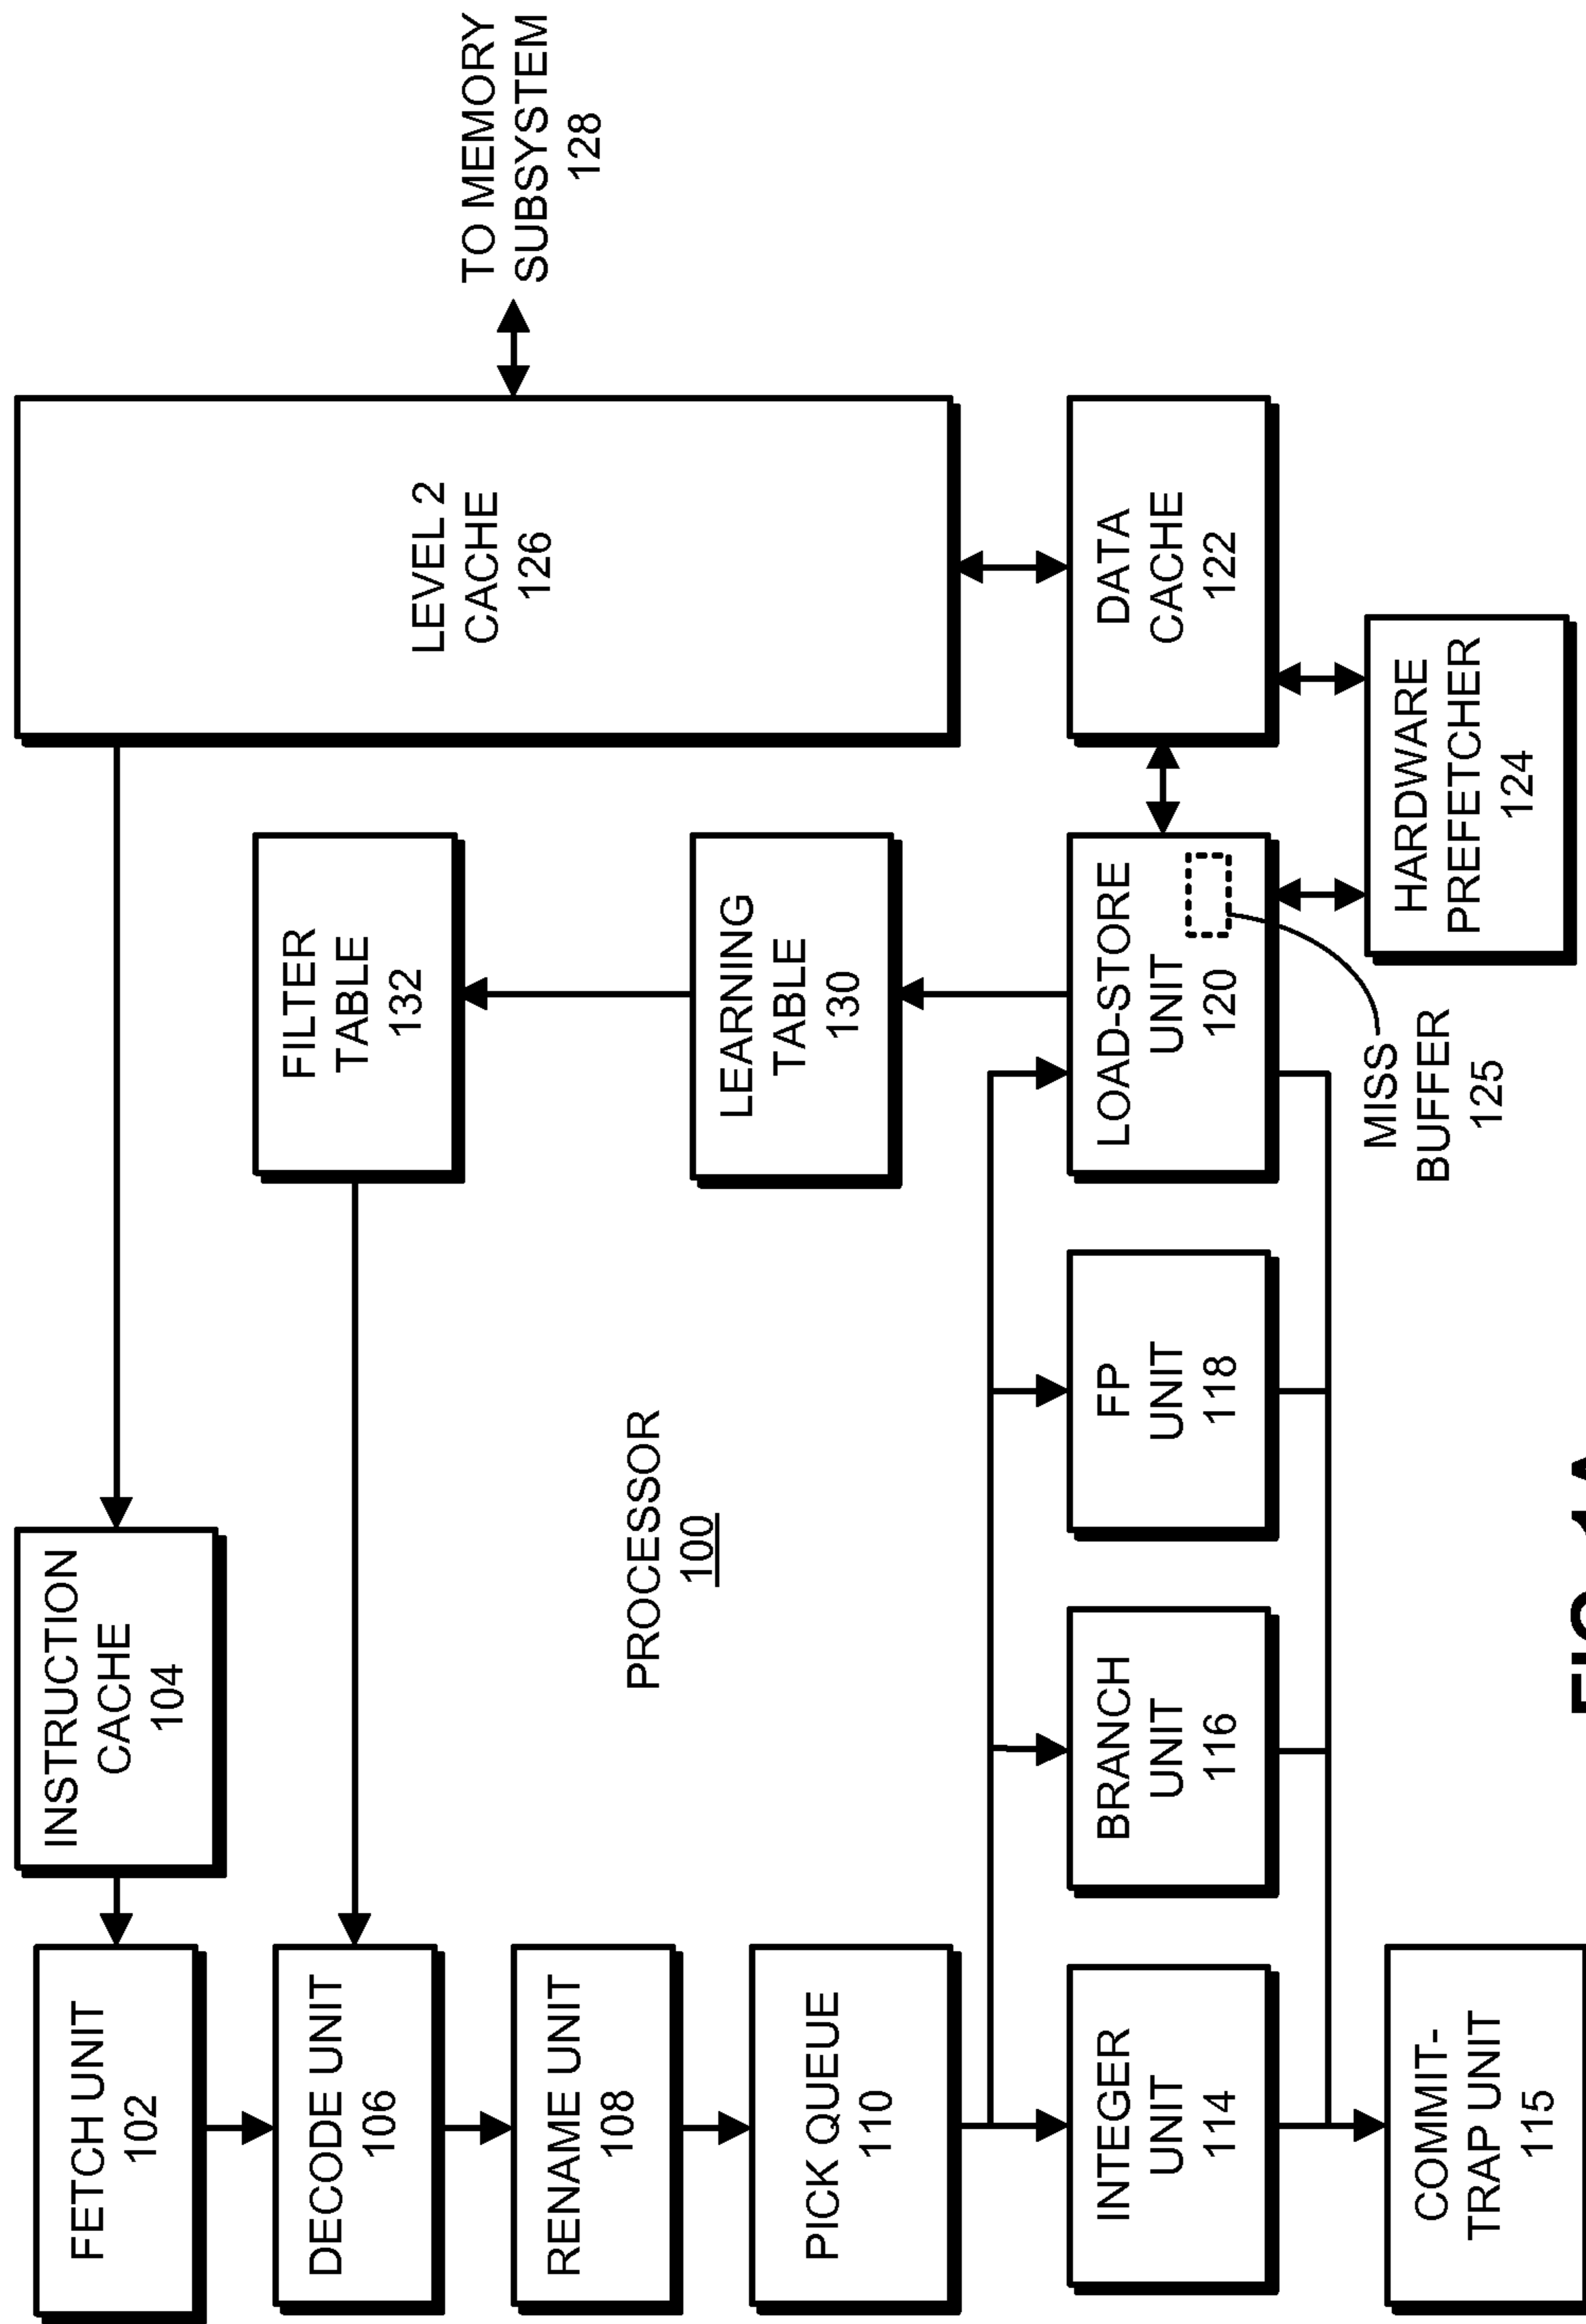 FETCH UNIT
102
INSTRUCTION
CACHE
104
LEVEL 2
CACHE
126
TO MEMORY
SUBSYSTEM
128
DECODE UNIT
106
FILTER
TABLE
132
RENAME UNIT
108
PROCESSOR
100
LEARNING
TABLE
130
PICK QUEUE
110
INTEGER
UNIT
114
BRANCH
UNIT
116
FP
UNIT
118
LOAD-STORE
UNIT
120
DATA
CACHE
122
COMMIT-
TRAP UNIT
115
MISS
BUFFER
125
HARDWARE
PREFETCHER
124
FIG. 1A